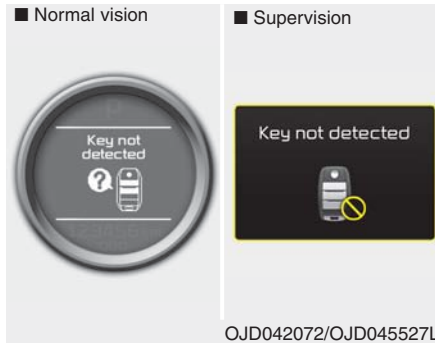 ■ Normal vision
■ Supervision
Key not
detected
?
Key not detected
OJD042072/OJD045527L